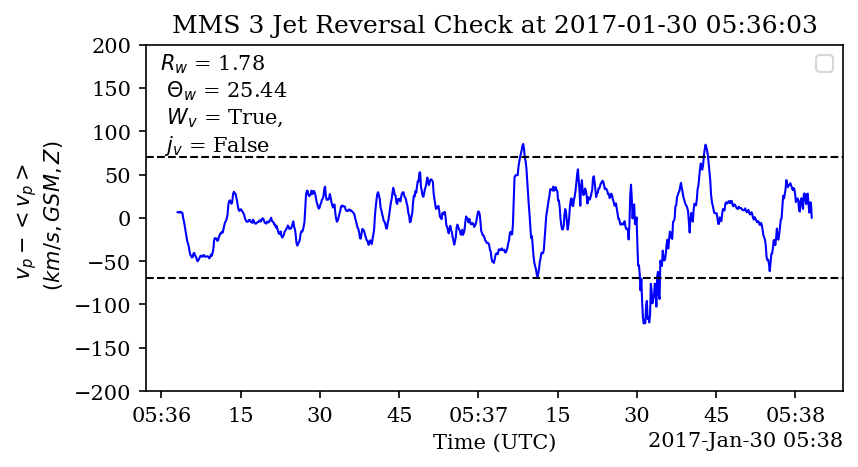 MMS 3 Jet Reversal Check at 2017-01-30 05:36:03
R_w = 1.78
Θ_w = 25.44
W_v = True,
j_v = False
v_p − < v_p >
(km/s, GSM, Z)
200
150
100
50
0
−50
−100
−150
−200
05:36 15 30 45 05:37 15 30 45 05:38
Time (UTC) 2017-Jan-30 05:38